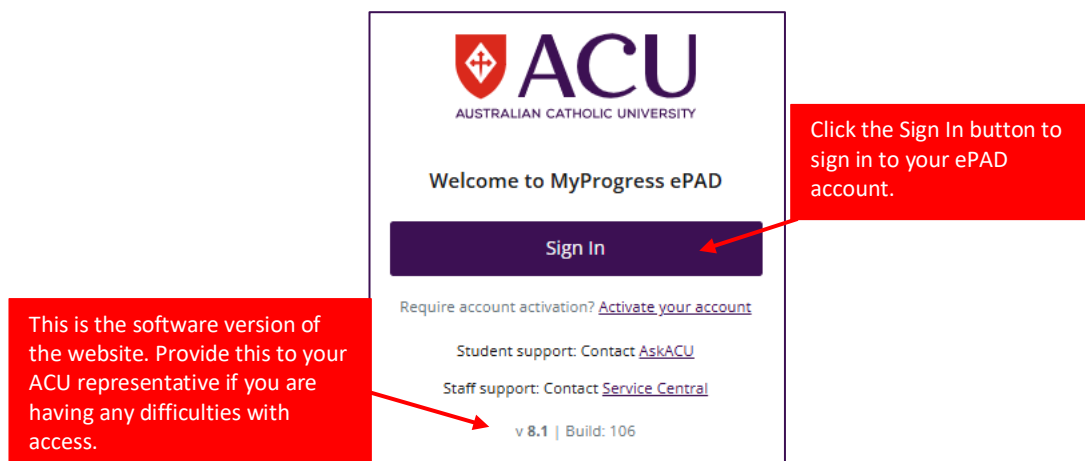 ACU
AUSTRALIAN CATHOLIC UNIVERSITY
Welcome to MyProgress ePAD
Click the Sign In button to
sign in to your ePAD
account.
Sign In
Require account activation? Activate your account
Student support: Contact AskACU
Staff support: Contact Service Central
This is the software version of
the website. Provide this to your
ACU representative if you are
having any difficulties with
access.
v 8.1 | Build: 106